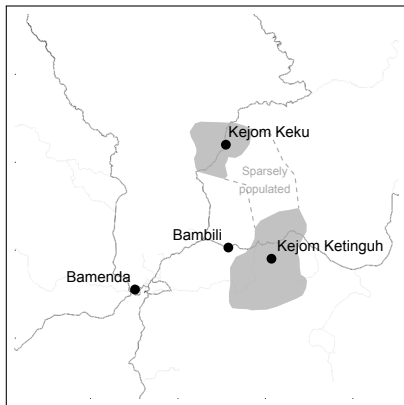 Kejom Keku
Sparsely
populated
Bambili
Kejom Ketinguh
Bamenda